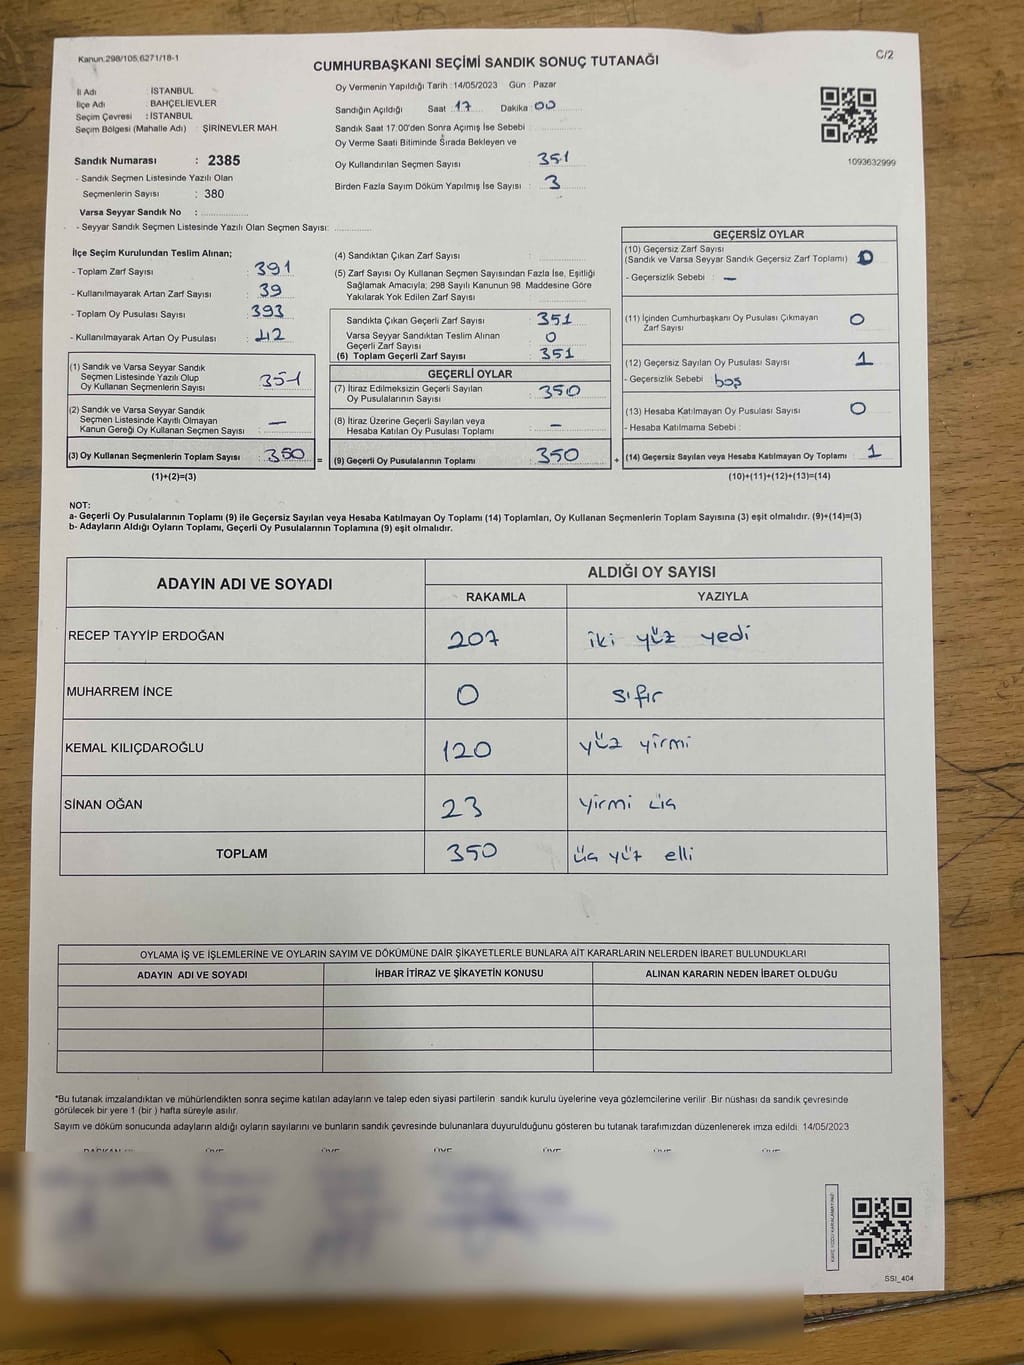 Kanun.298/105,6271/18-1
C/2
CUMHURBAŞKANI SEÇİMİ SANDIK SONUÇ TUTANAĞI
İl Adı : İSTANBUL
İlçe Adı : BAHÇELİEVLER
Seçim Çevresi : İSTANBUL
Seçim Bölgesi (Mahalle Adı) : ŞİRİNEVLER MAH.
Sandık Numarası : 2385
- Sandık Seçmen Listesinde Yazılı Olan
Seçmenlerin Sayısı : 380
Varsa Seyyar Sandık No :
- Seyyar Sandık Seçmen Listesinde Yazılı Olan Seçmen Sayısı:
Oy Vermenin Yapıldığı Tarih : 14/05/2023 Gün : Pazar
Sandığın Açıldığı Saat : 17 Dakika : 00
Sandık Saat 17:00'den Sonra Açımış İse Sebebi :
Oy Verme Saati Bitiminde Sırada Bekleyen ve
Oy Kullandırılan Seçmen Sayısı : 351
Birden Fazla Sayım Döküm Yapılmış İse Sayısı : 3
1093632999
İlçe Seçim Kurulundan Teslim Alınan;
- Toplam Zarf Sayısı : 391
- Kullanılmayarak Artan Zarf Sayısı : 39
- Toplam Oy Pusulası Sayısı : 393
- Kullanılmayarak Artan Oy Pusulası : 42
(1) Sandık ve Varsa Seyyar Sandık
Seçmen Listesinde Yazılı Olup
Oy Kullanan Seçmenlerin Sayısı : 351
(2) Sandık ve Varsa Seyyar Sandık
Seçmen Listesinde Kayıtlı Olmayan
Kanun Gereği Oy Kullanan Seçmen Sayısı : —
(3) Oy Kullanan Seçmenlerin Toplam Sayısı : 350 =
(1)+(2)=(3)
(4) Sandıktan Çıkan Zarf Sayısı :
(5) Zarf Sayısı Oy Kullanan Seçmen Sayısından Fazla İse, Eşitliği
Sağlamak Amacıyla; 298 Sayılı Kanunun 98. Maddesine Göre
Yakılarak Yok Edilen Zarf Sayısı :
Sandıkta Çıkan Geçerli Zarf Sayısı : 351
Varsa Seyyar Sandıktan Teslim Alınan
Geçerli Zarf Sayısı : 0
(6) Toplam Geçerli Zarf Sayısı : 351
GEÇERLİ OYLAR
(7) İtiraz Edilmeksizin Geçerli Sayılan
Oy Pusulalarının Sayısı : 350
(8) İtiraz Üzerine Geçerli Sayılan veya
Hesaba Katılan Oy Pusulası Toplamı : —
(9) Geçerli Oy Pusulalarının Toplamı : 350 +
GEÇERSİZ OYLAR
(10) Geçersiz Zarf Sayısı
(Sandık ve Varsa Seyyar Sandık Geçersiz Zarf Toplamı) : 0
- Geçersizlik Sebebi : —
(11) İçinden Cumhurbaşkanı Oy Pusulası Çıkmayan
Zarf Sayısı : 0
(12) Geçersiz Sayılan Oy Pusulası Sayısı : 1
- Geçersizlik Sebebi : boş
(13) Hesaba Katılmayan Oy Pusulası Sayısı : 0
- Hesaba Katılmama Sebebi :
(14) Geçersiz Sayılan veya Hesaba Katılmayan Oy Toplamı : 1
(10)+(11)+(12)+(13)=(14)
NOT:
a- Geçerli Oy Pusulalarının Toplamı (9) ile Geçersiz Sayılan veya Hesaba Katılmayan Oy Toplamı (14) Toplamları, Oy Kullanan Seçmenlerin Toplam Sayısına (3) eşit olmalıdır. (9)+(14)=(3)
b- Adayların Aldığı Oyların Toplamı, Geçerli Oy Pusulalarının Toplamına (9) eşit olmalıdır.
ADAYIN ADI VE SOYADI ALDIĞI OY SAYISI
RAKAMLA YAZIYLA
RECEP TAYYİP ERDOĞAN 207 iki yüz yedi
MUHARREM İNCE 0 sıfır
KEMAL KILIÇDAROĞLU 120 yüz yirmi
SİNAN OĞAN 23 yirmi üç
TOPLAM 350 üç yüz elli
OYLAMA İŞ VE İŞLEMLERİNE VE OYLARIN SAYIM VE DÖKÜMÜNE DAİR ŞİKAYETLERLE BUNLARA AİT KARARLARIN NELERDEN İBARET BULUNDUKLARI
ADAYIN ADI VE SOYADI İHBAR İTİRAZ VE ŞİKAYETİN KONUSU ALINAN KARARIN NEDEN İBARET OLDUĞU
*Bu tutanak imzalandıktan ve mühürlendikten sonra seçime katılan adayların ve talep eden siyasi partilerin sandık kurulu üyelerine veya gözlemcilerine verilir. Bir nüshası da sandık çevresinde
görülecek bir yere 1 (bir) hafta süreyle asılır.
Sayım ve döküm sonucunda adayların aldığı oyların sayılarını ve bunların sandık çevresinde bulunanlara duyurulduğunu gösteren bu tutanak tarafımızdan düzenlenerek imza edildi. 14/05/2023
KARE KODU KARALAMAYINIZ
SSI_404